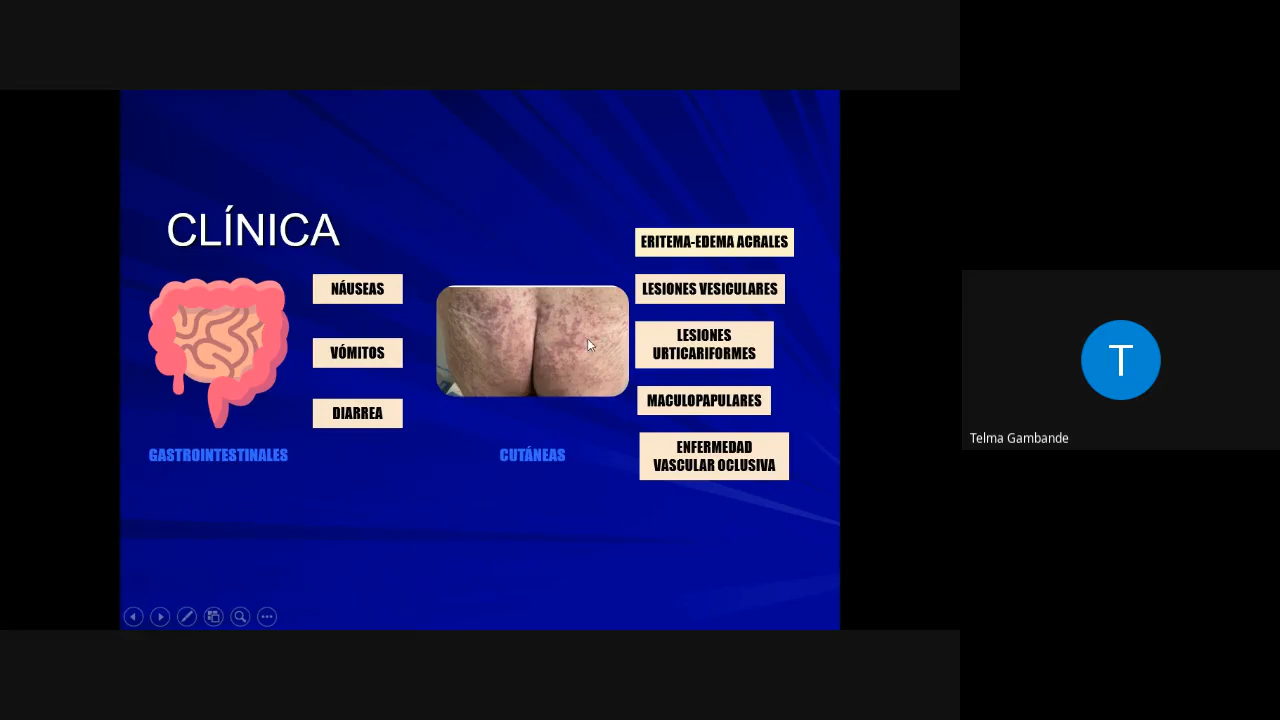 CLÍNICA
NÁUSEAS
VÓMITOS
DIARREA
GASTROINTESTINALES
CUTÁNEAS
ERITEMA-EDEMA ACRALES
LESIONES VESICULARES
LESIONES
URTICARIFORMES
MACULOPAPULARES
ENFERMEDAD
VASCULAR OCLUSIVA
T
Telma Gambande